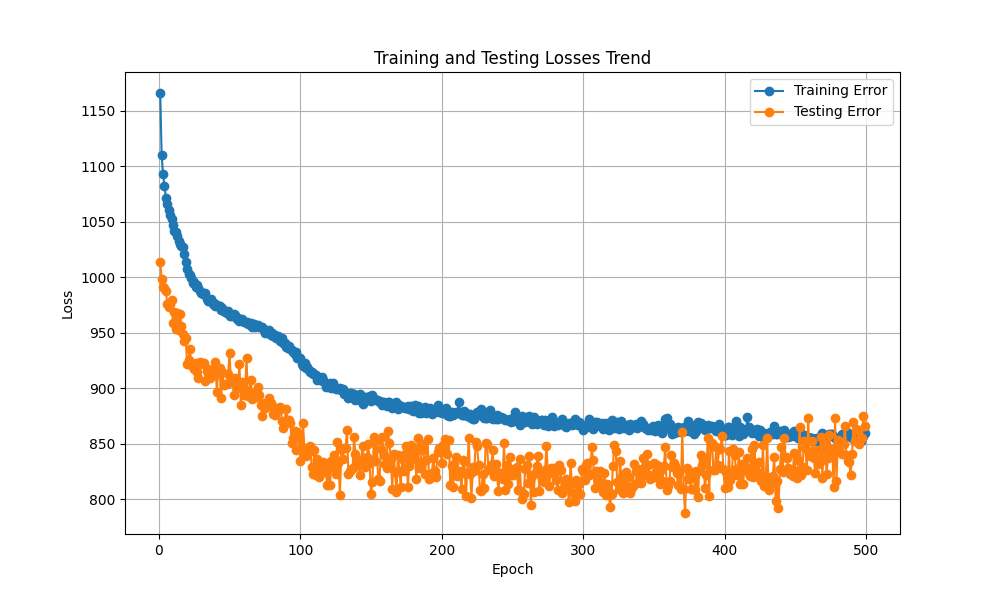 Training and Testing Losses Trend
Training Error
Testing Error
1150
1100
1050
1000
950
900
850
800
Loss
0 100 200 300 400 500
Epoch